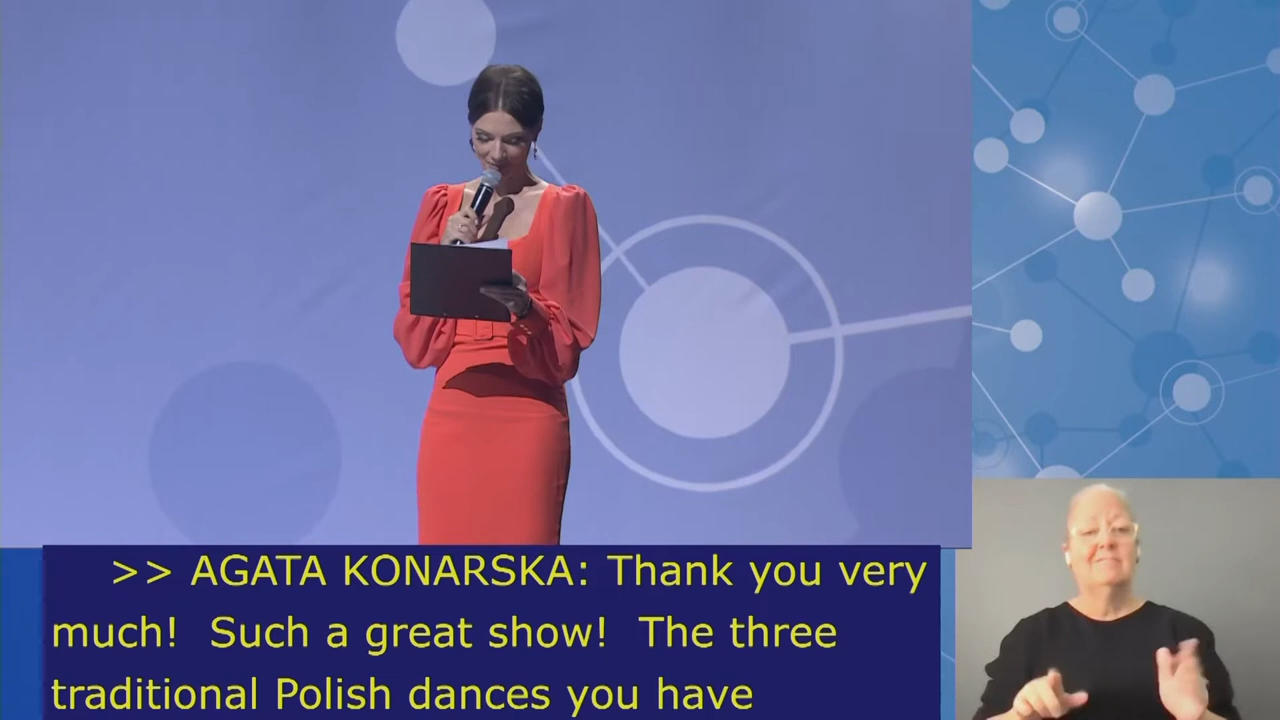 >> AGATA KONARSKA: Thank you very
much!  Such a great show!  The three
traditional Polish dances you have